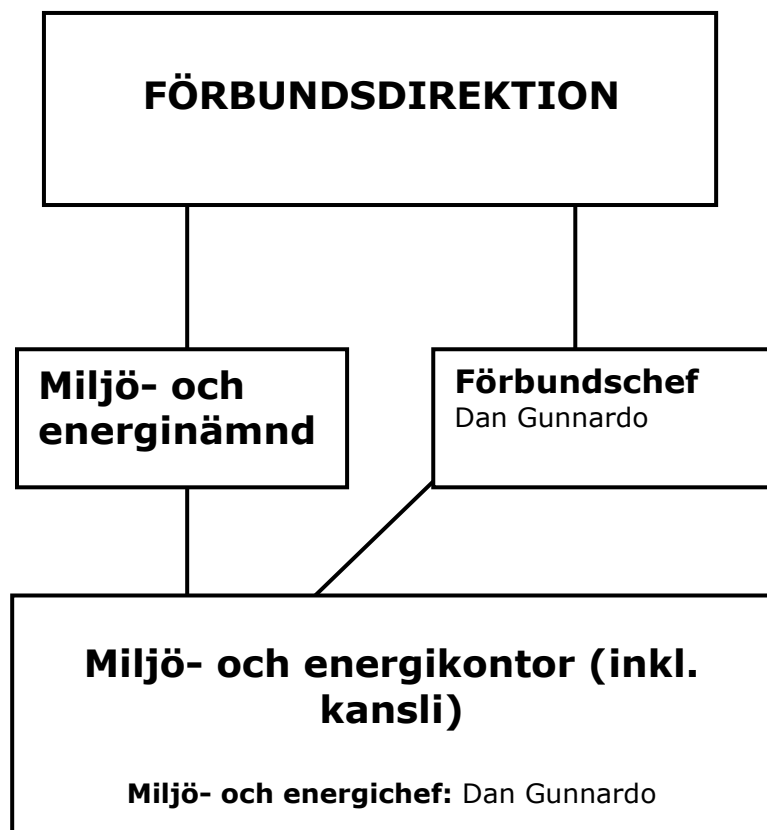 FÖRBUNDSDIREKTION
Miljö- och
energinämnd
Förbundschef
Dan Gunnardo
Miljö- och energikontor (inkl.
kansli)
Miljö- och energichef: Dan Gunnardo